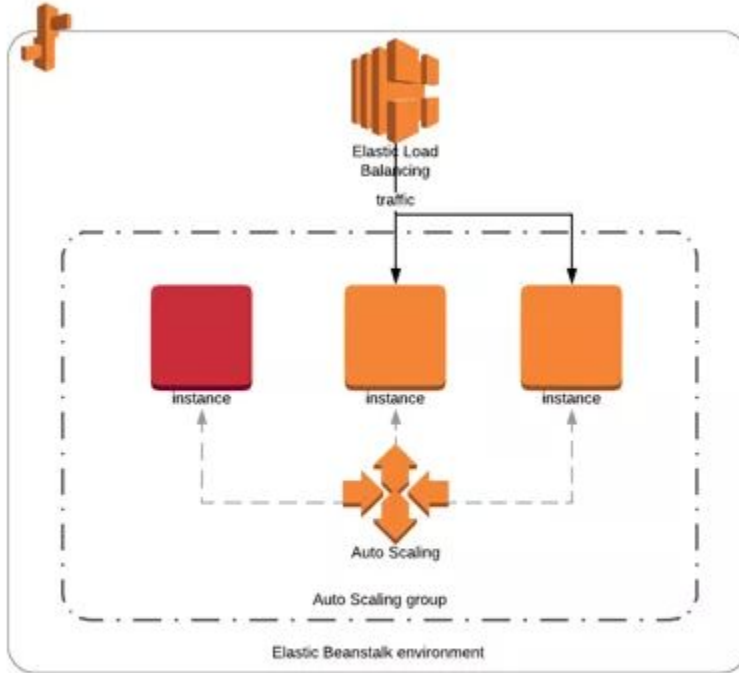 Elastic Load
Balancing
traffic
instance
instance
instance
Auto Scaling
Auto Scaling group
Elastic Beanstalk environment